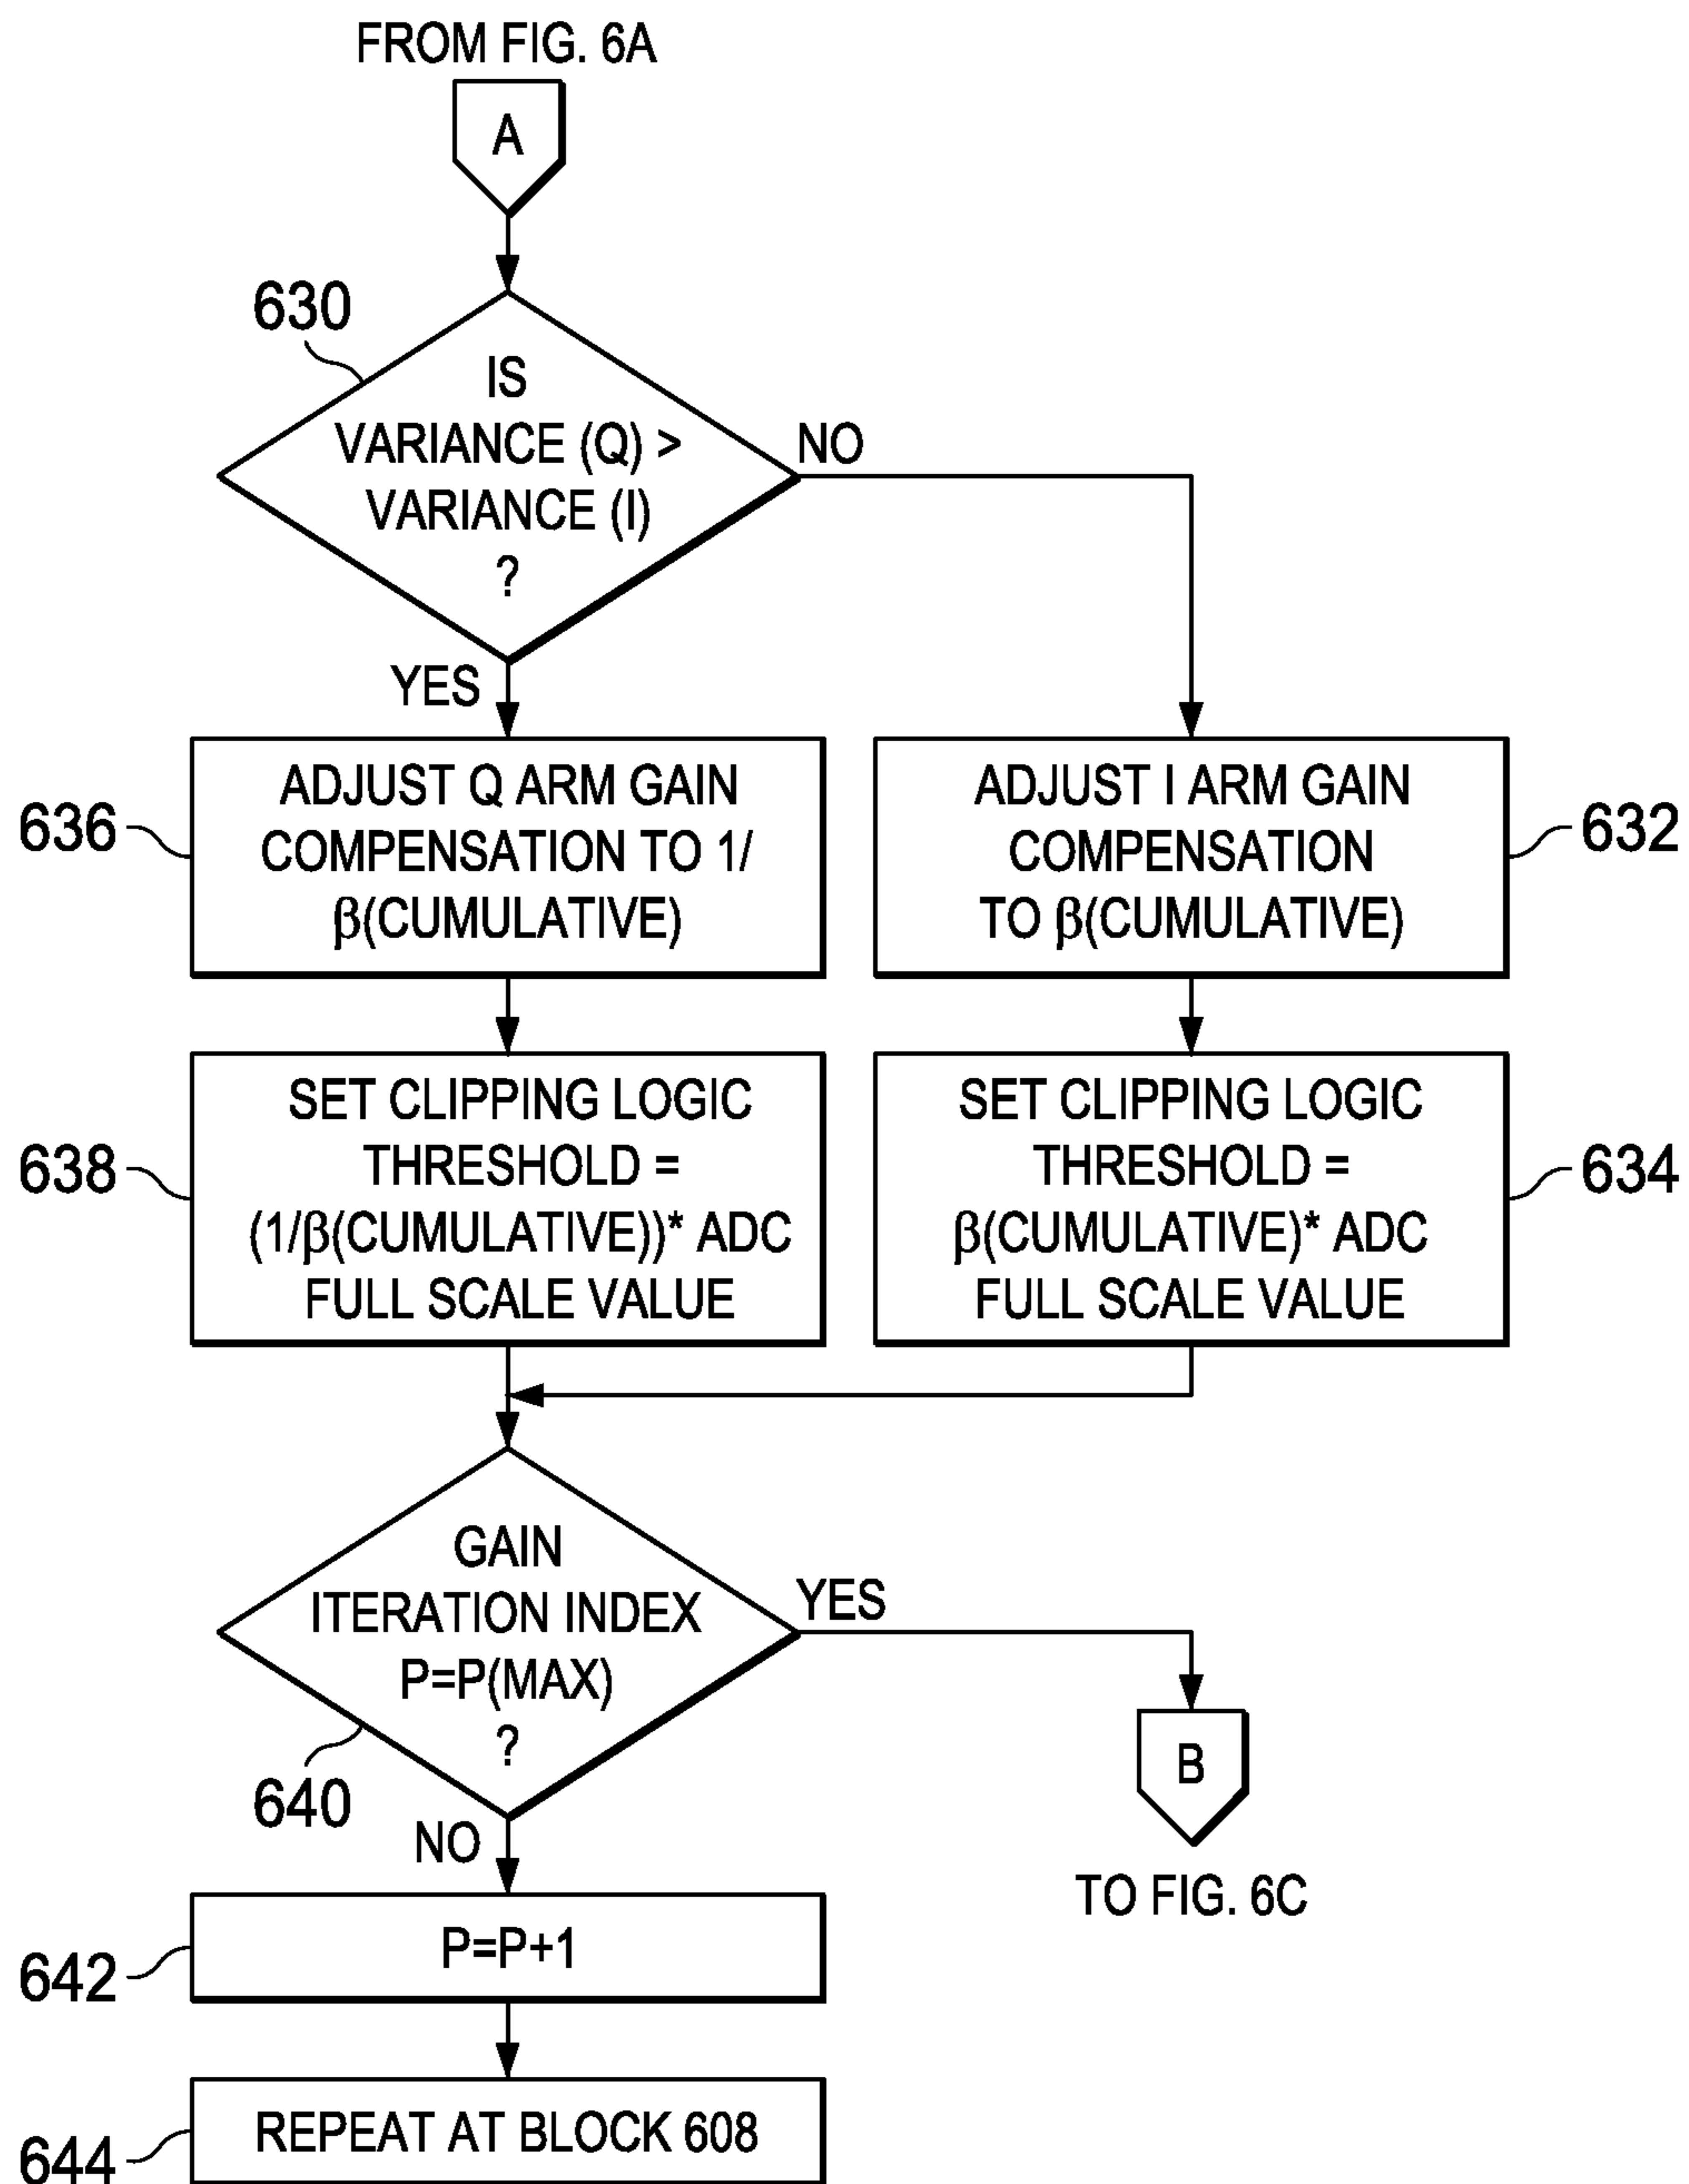 FROM FIG. 6A
A
630
IS
VARIANCE (Q) >
VARIANCE (I)
?
NO
YES
636
ADJUST Q ARM GAIN
COMPENSATION TO 1/
β(CUMULATIVE)
ADJUST I ARM GAIN
COMPENSATION
TO β(CUMULATIVE)
632
638
SET CLIPPING LOGIC
THRESHOLD =
(1/β(CUMULATIVE))* ADC
FULL SCALE VALUE
SET CLIPPING LOGIC
THRESHOLD =
β(CUMULATIVE)* ADC
FULL SCALE VALUE
634
GAIN
ITERATION INDEX
P=P(MAX)
?
YES
640
NO
B
TO FIG. 6C
642
P=P+1
644
REPEAT AT BLOCK 608